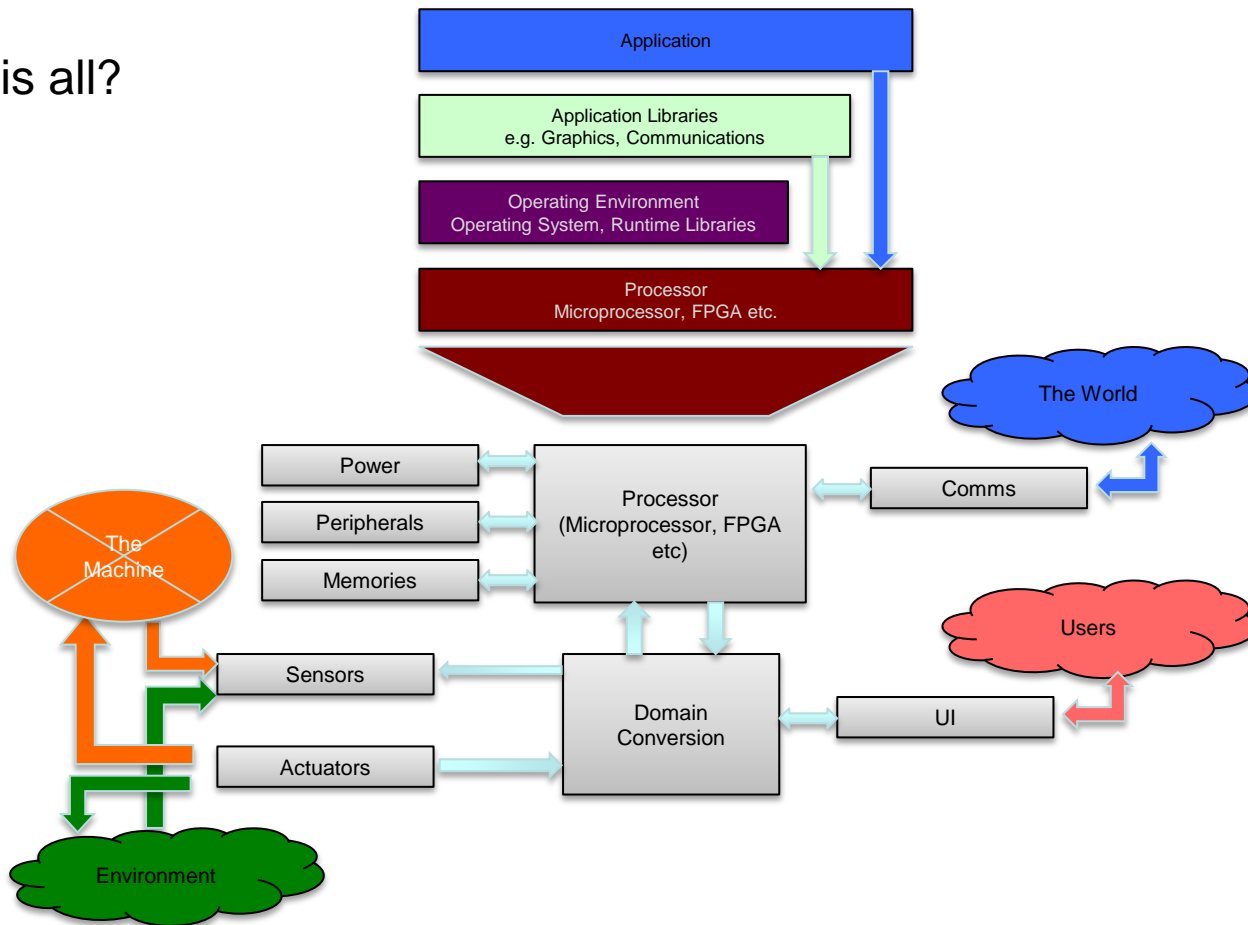 is all?
Application
Application Libraries
e.g. Graphics, Communications
Operating Environment
Operating System, Runtime Libraries
Processor
Microprocessor, FPGA etc.
The World
Power
Processor
(Microprocessor, FPGA
etc)
Comms
Peripherals
The
Machine
Memories
Users
Sensors
Domain
Conversion
UI
Actuators
Environment